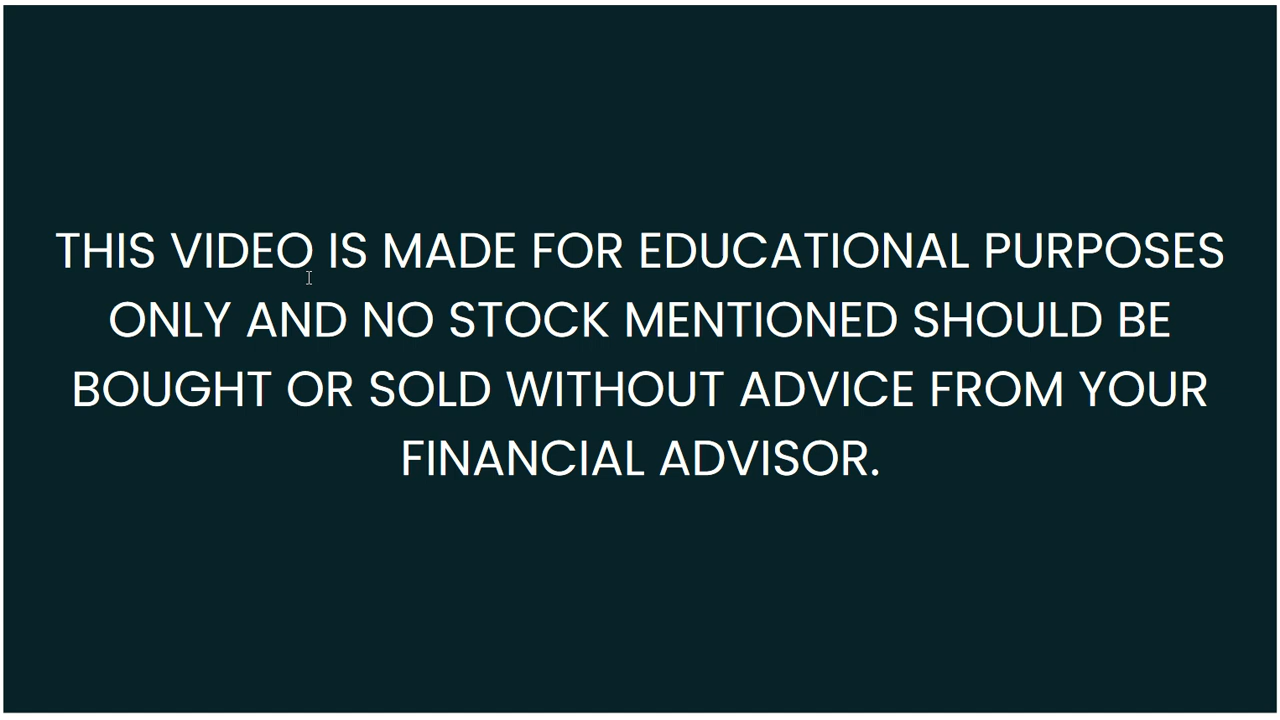 THIS VIDEO IS MADE FOR EDUCATIONAL PURPOSES
ONLY AND NO STOCK MENTIONED SHOULD BE
BOUGHT OR SOLD WITHOUT ADVICE FROM YOUR
FINANCIAL ADVISOR.